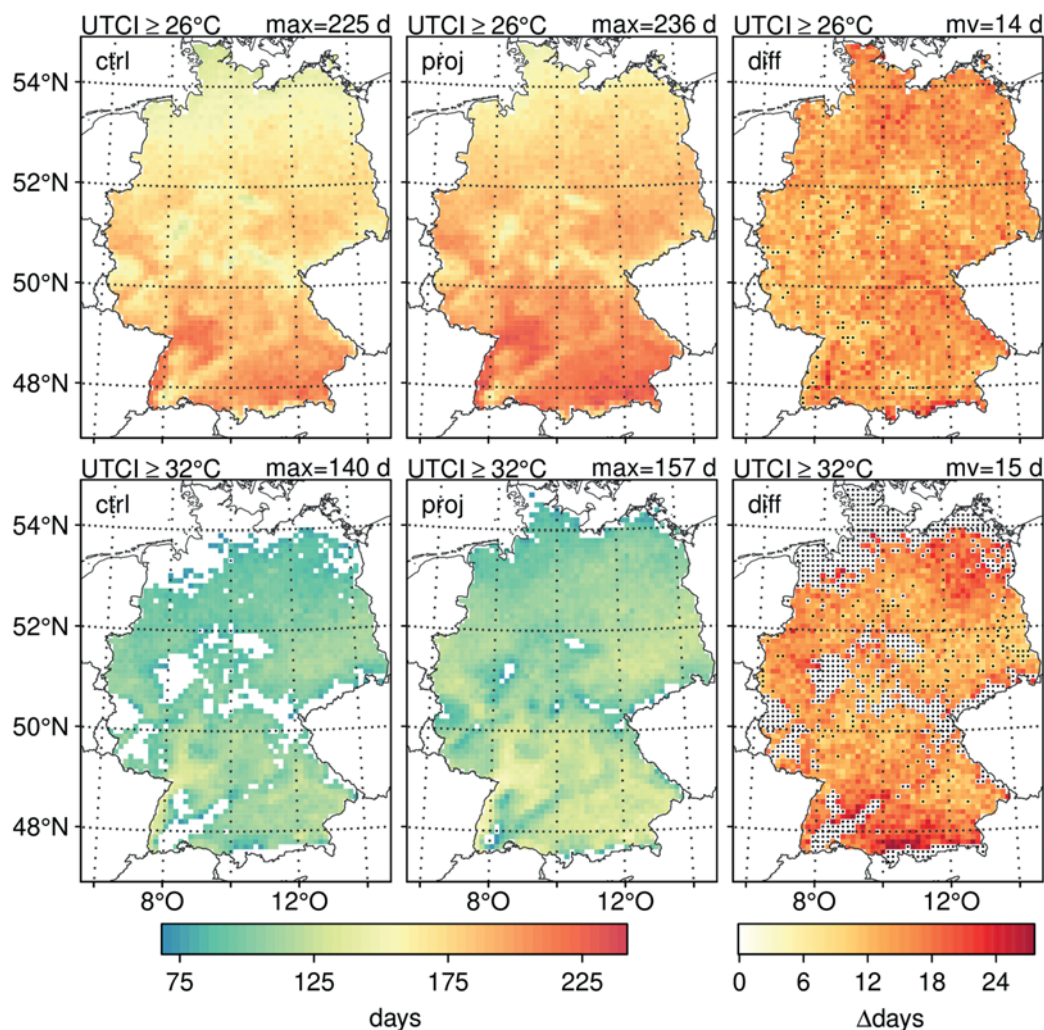 UTCI ≥ 26°C max=225 d UTCI ≥ 26°C max=236 d UTCI ≥ 26°C mv=14 d
ctrl proj diff
54°N
52°N
50°N
48°N
UTCI ≥ 32°C max=140 d UTCI ≥ 32°C max=157 d UTCI ≥ 32°C mv=15 d
ctrl proj diff
54°N
52°N
50°N
48°N
8°O 12°O 8°O 12°O 8°O 12°O
75 125 175 225 0 6 12 18 24
days Δdays